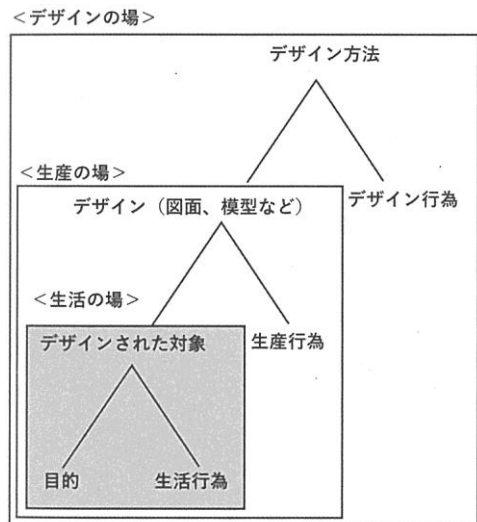 ＜デザインの場＞
デザイン方法
＜生産の場＞
デザイン（図面、模型など）
デザイン行為
＜生活の場＞
デザインされた対象
生産行為
目的
生活行為